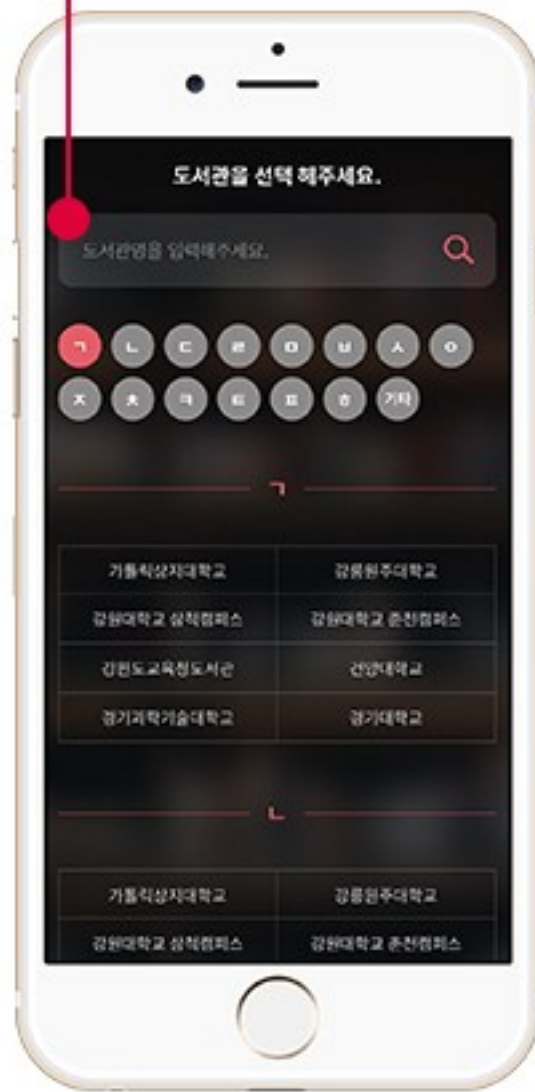 도서관을 선택 해주세요.
도서관명을 입력해주세요.
ㄱ ㄴ ㄷ ㄹ ㅁ ㅂ ㅅ ㅇ
ㅈ ㅊ ㅋ ㅌ ㅍ ㅎ 기타
ㄱ
가톨릭상지대학교 강릉원주대학교
강원대학교 삼척캠퍼스 강원대학교 춘천캠퍼스
강원도교육청도서관 건양대학교
경기과학기술대학교 경기대학교
ㄴ
가톨릭상지대학교 강릉원주대학교
강원대학교 삼척캠퍼스 강원대학교 춘천캠퍼스